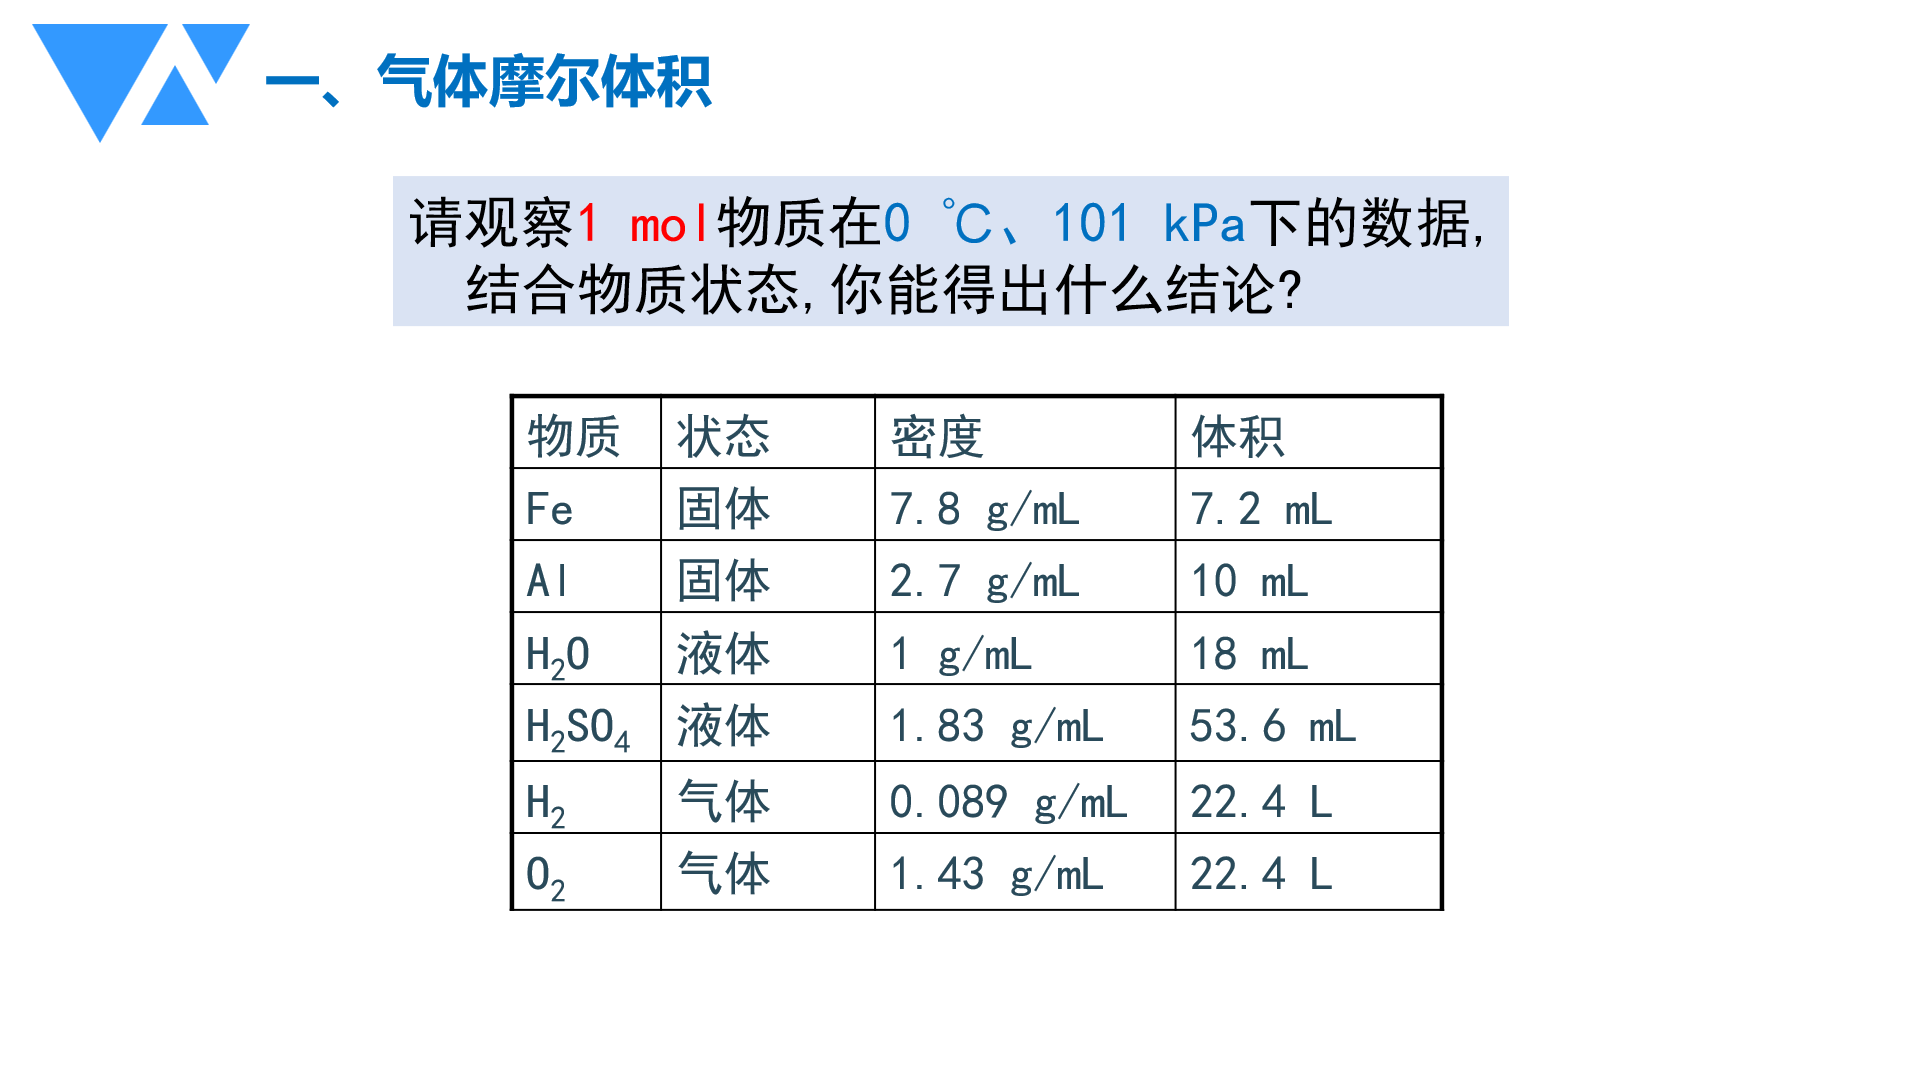 一、气体摩尔体积
请观察1 mol物质在0 ℃、101 kPa下的数据,
结合物质状态,你能得出什么结论?
物质 状态 密度 体积
Fe 固体 7.8 g/mL 7.2 mL
Al 固体 2.7 g/mL 10 mL
H₂O 液体 1 g/mL 18 mL
H₂SO₄ 液体 1.83 g/mL 53.6 mL
H₂ 气体 0.089 g/mL 22.4 L
O₂ 气体 1.43 g/mL 22.4 L